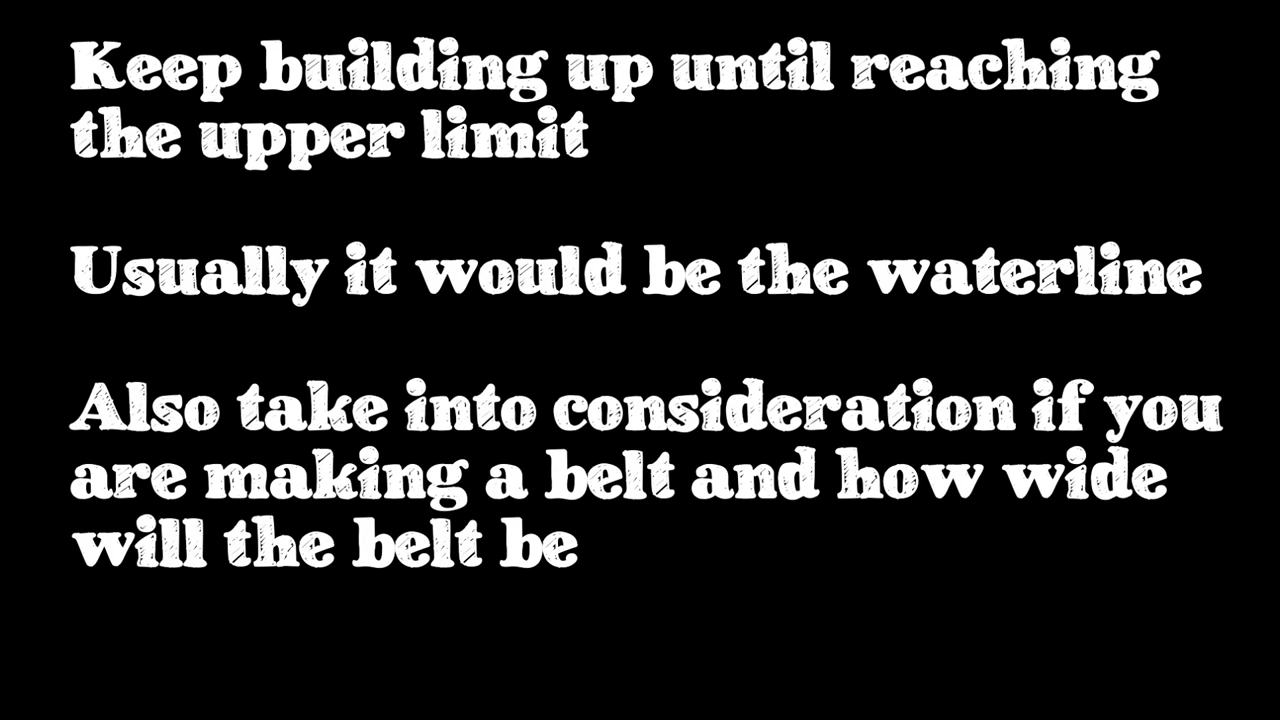 Keep building up until reaching
the upper limit
Usually it would be the waterline
Also take into consideration if you
are making a belt and how wide
will the belt be